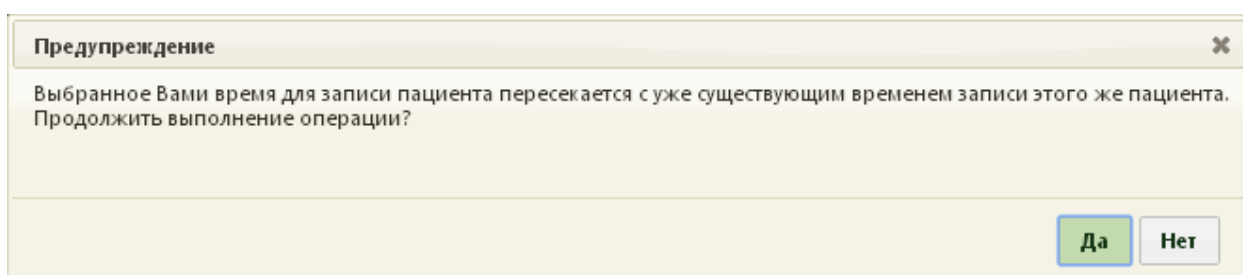 Предупреждение
Выбранное Вами время для записи пациента пересекается с уже существующим временем записи этого же пациента.
Продолжить выполнение операции?
Да Нет